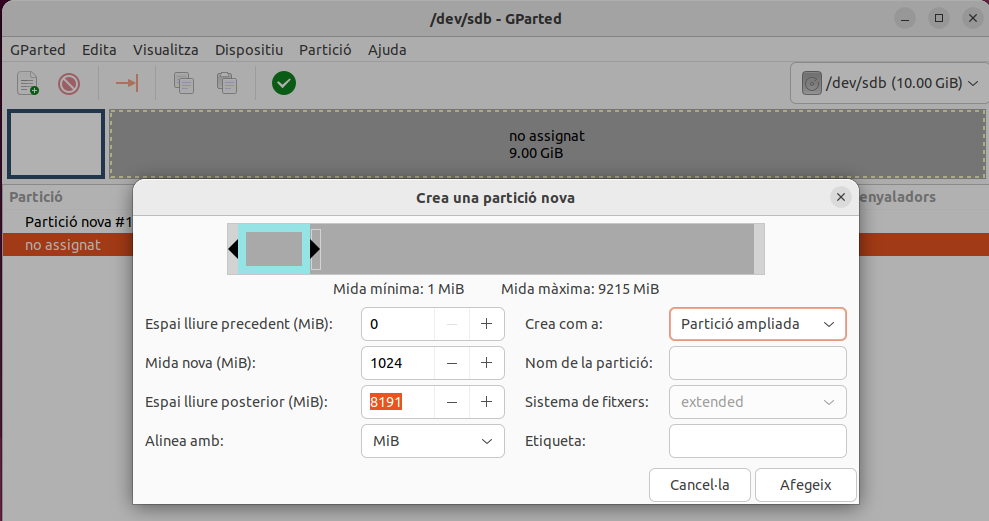 /dev/sdb - GParted
GParted Edita Visualitza Dispositiu Partició Ajuda
/dev/sdb (10.00 GiB)
no assignat
9.00 GiB
Partició
enyaladors
Partició nova #1
no assignat
Crea una partició nova
Mida mínima: 1 MiB Mida màxima: 9215 MiB
Espai lliure precedent (MiB): 0 Crea com a: Partició ampliada
Mida nova (MiB): 1024 Nom de la partició:
Espai lliure posterior (MiB): 8191 Sistema de fitxers: extended
Alinea amb: MiB Etiqueta:
Cancel·la Afegeix